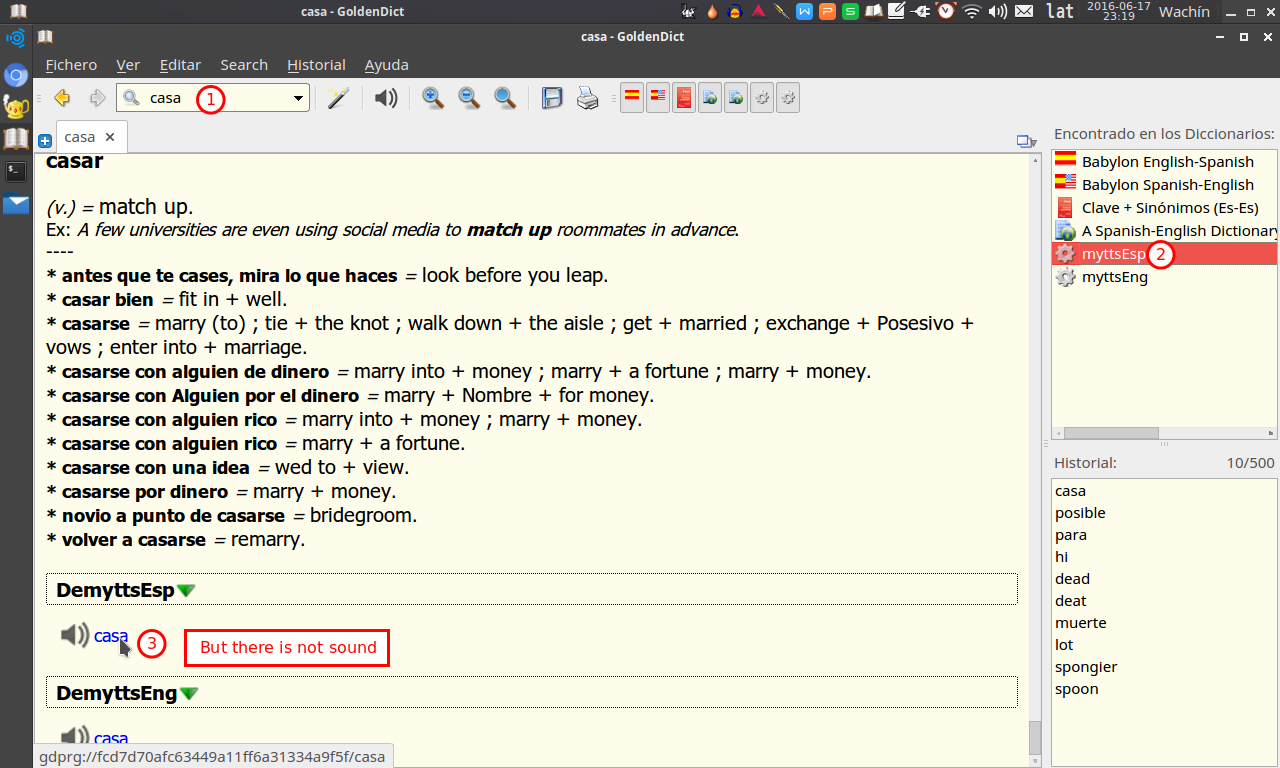 casa - GoldenDict
lat
2016-06-17
23:19
Wachín
casa - GoldenDict
Fichero Ver Editar Search Historial Ayuda
casa
1
casa
Encontrado en los Diccionarios:
Babylon English-Spanish
Babylon Spanish-English
Clave + Sinónimos (Es-Es)
A Spanish-English Dictionary
myttsEsp
2
myttsEng
casar
(v.) = match up.
Ex: A few universities are even using social media to match up roommates in advance.
----
* antes que te cases, mira lo que haces = look before you leap.
* casar bien = fit in + well.
* casarse = marry (to) ; tie + the knot ; walk down + the aisle ; get + married ; exchange + Posesivo +
vows ; enter into + marriage.
* casarse con alguien de dinero = marry into + money ; marry + a fortune ; marry + money.
* casarse con Alguien por el dinero = marry + Nombre + for money.
* casarse con alguien rico = marry into + money ; marry + money.
* casarse con alguien rico = marry + a fortune.
* casarse con una idea = wed to + view.
* casarse por dinero = marry + money.
* novio a punto de casarse = bridegroom.
* volver a casarse = remarry.
DemyttsEsp
casa
3
But there is not sound
DemyttsEng
casa
gdprg://fcd7d70afc63449a11ff6a31334a9f5f/casa
Historial: 10/500
casa
posible
para
hi
dead
deat
muerte
lot
spongier
spoon